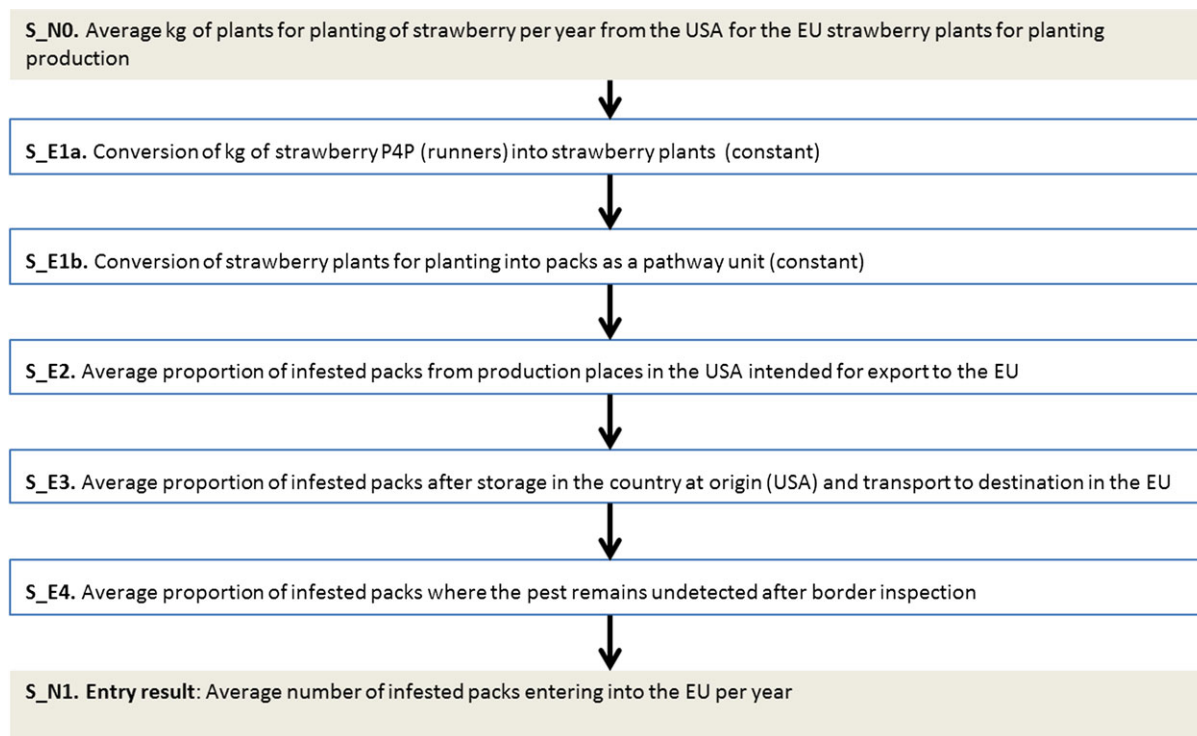 S_N0. Average kg of plants for planting of strawberry per year from the USA for the EU strawberry plants for planting
production
S_E1a. Conversion of kg of strawberry P4P (runners) into strawberry plants (constant)
S_E1b. Conversion of strawberry plants for planting into packs as a pathway unit (constant)
S_E2. Average proportion of infested packs from production places in the USA intended for export to the EU
S_E3. Average proportion of infested packs after storage in the country at origin (USA) and transport to destination in the EU
S_E4. Average proportion of infested packs where the pest remains undetected after border inspection
S_N1. Entry result: Average number of infested packs entering into the EU per year